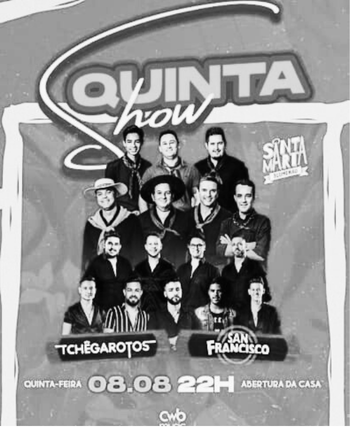 QUINTA
Show
SANTA
MARIA
TCHÊGAROTOS
SAN
FRANCISCO
QUINTA-FEIRA 08.08 22H ABERTURA DA CASA
CWb